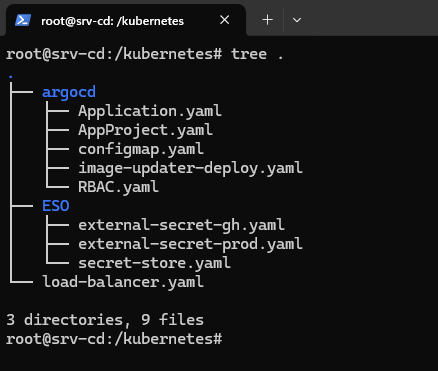 root@srv-cd: /kubernetes
root@srv-cd:/kubernetes# tree .
.
├── argocd
│   ├── Application.yaml
│   ├── AppProject.yaml
│   ├── configmap.yaml
│   ├── image-updater-deploy.yaml
│   └── RBAC.yaml
├── ESO
│   ├── external-secret-gh.yaml
│   ├── external-secret-prod.yaml
│   └── secret-store.yaml
└── load-balancer.yaml
3 directories, 9 files
root@srv-cd:/kubernetes#